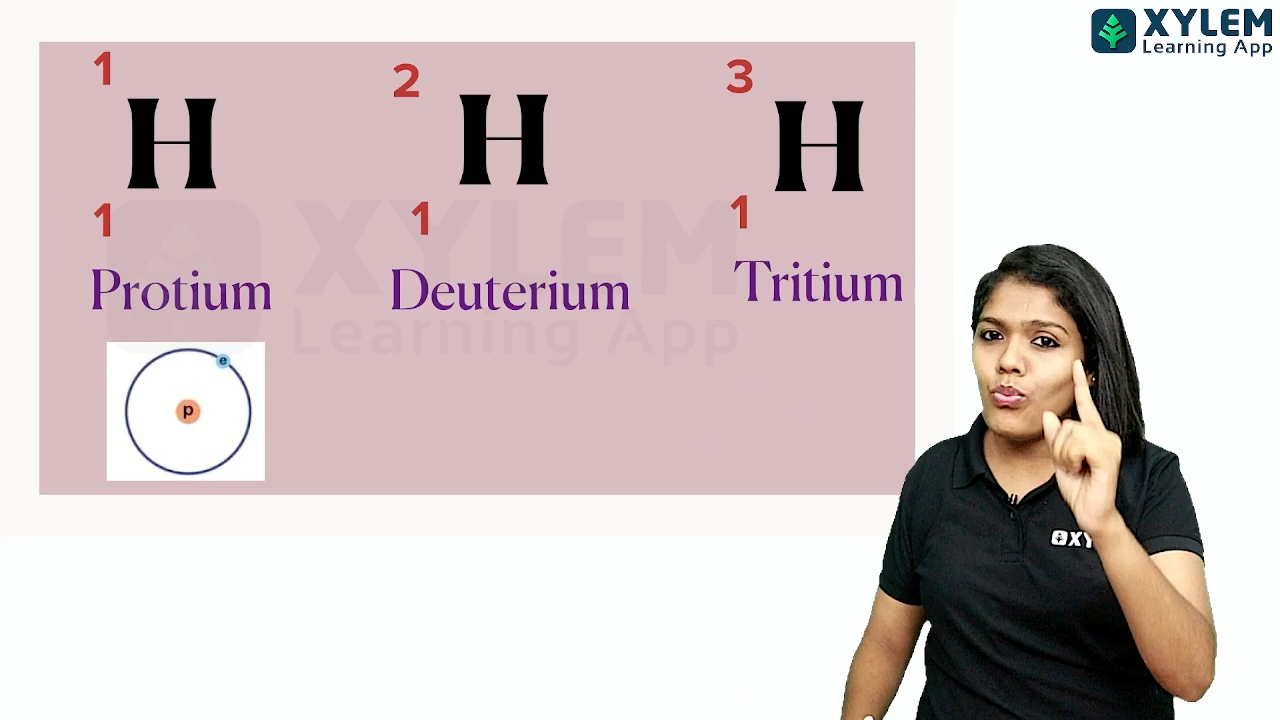 XYLEM
Learning App
1 2 3
H H H
1 1 1
Protium Deuterium Tritium
XYLEM
Learning App
e
p
XY